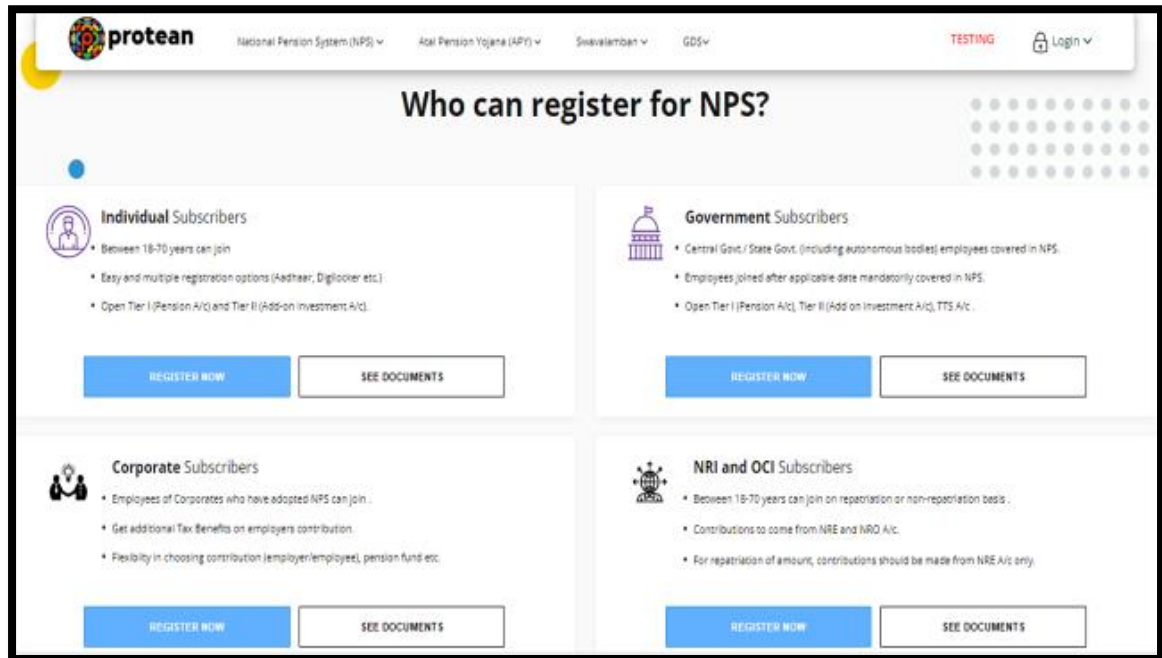 protean
National Pension System (NPS)
Atal Pension Yojana (APY)
Swavalamban
GDS
TESTING
Login
Who can register for NPS?
Individual Subscribers
• Between 18-70 years can join
• Easy and multiple registration options (Aadhaar, Digilocker etc.)
• Open Tier I (Pension A/c) and Tier II (Add-on Investment A/c).
REGISTER NOW
SEE DOCUMENTS
Government Subscribers
• Central Govt./ State Govt. (including autonomous bodies) employees covered in NPS.
• Employees joined after applicable date mandatorily covered in NPS.
• Open Tier I (Pension A/c), Tier II (Add on Investment A/c), TTS A/c .
REGISTER NOW
SEE DOCUMENTS
Corporate Subscribers
• Employees of Corporates who have adopted NPS can join .
• Get additional Tax Benefits on employers contribution.
• Flexibilty in choosing contribution (employer/employee), pension fund etc.
REGISTER NOW
SEE DOCUMENTS
NRI and OCI Subscribers
• Between 18-70 years can join on repatriation or non-repatriation basis .
• Contributions to come from NRE and NRO A/c.
• For repatriation of amount, contributions should be made from NRE A/c only.
REGISTER NOW
SEE DOCUMENTS